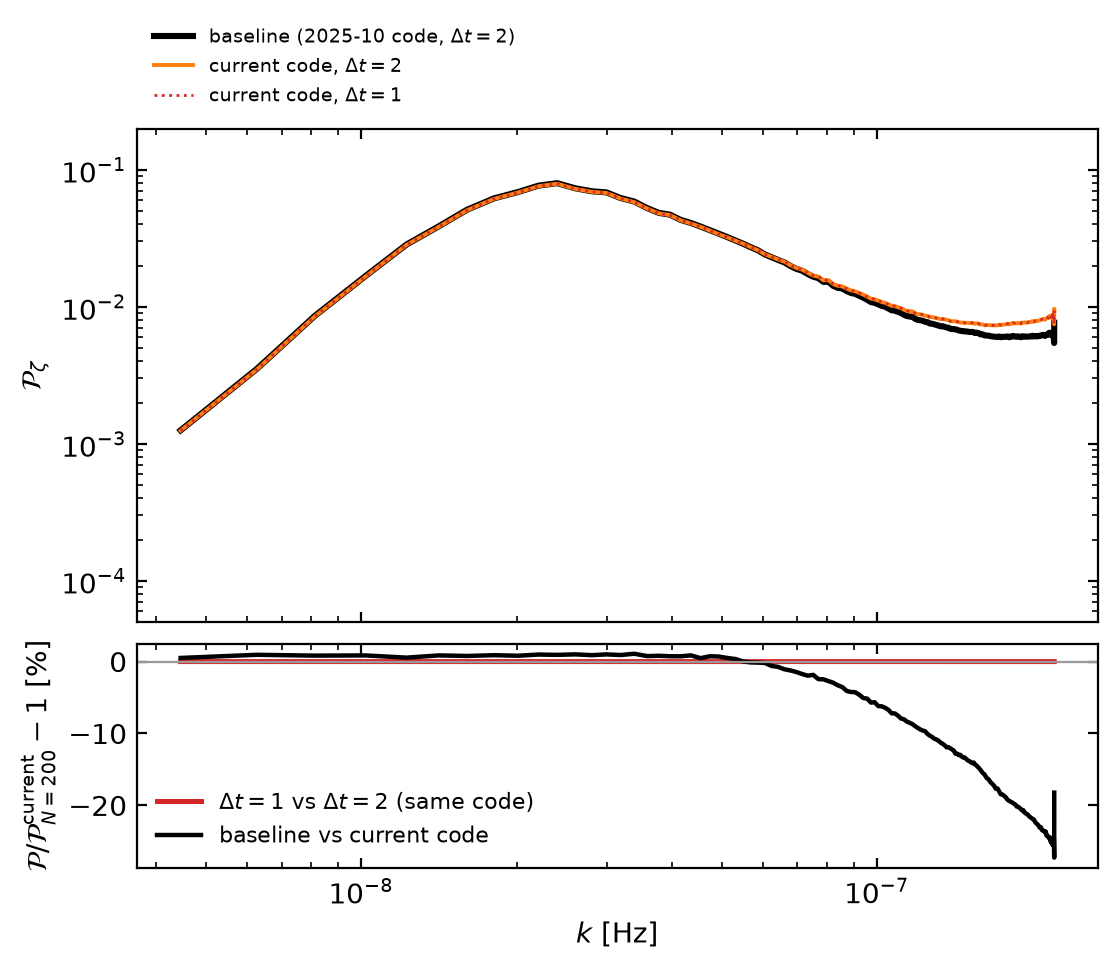 baseline (2025-10 code, Δt = 2)
current code, Δt = 2
current code, Δt = 1
10⁻¹
10⁻²
10⁻³
10⁻⁴
𝒫_ζ
0
−10
−20
𝒫/𝒫^current_{N=200} − 1 [%]
Δt = 1 vs Δt = 2 (same code)
baseline vs current code
10⁻⁸
10⁻⁷
k [Hz]